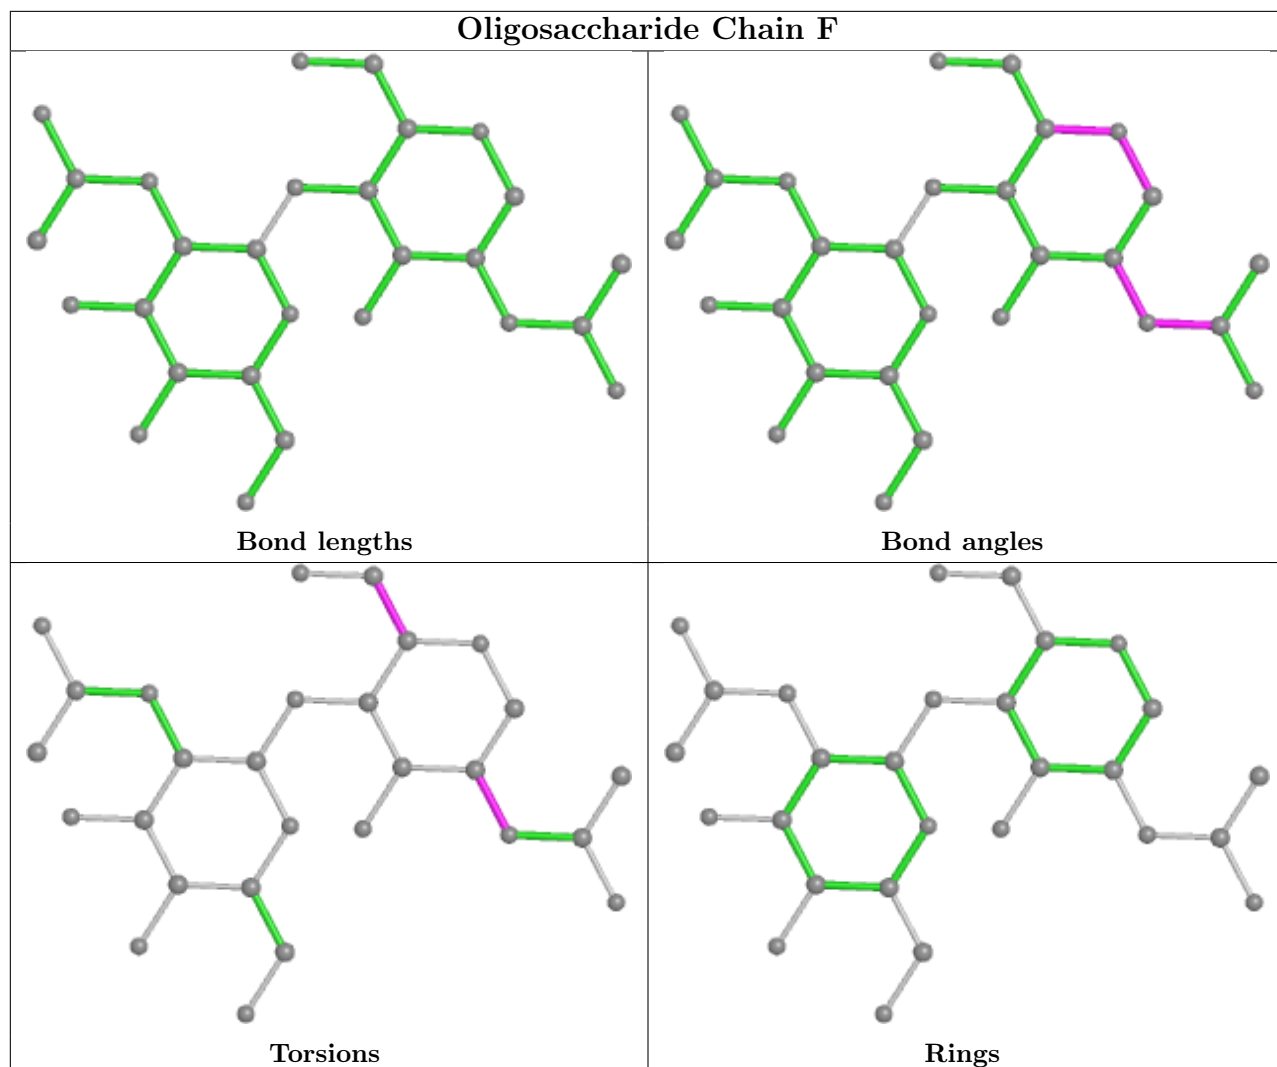 Oligosaccharide Chain F
Bond lengths
Bond angles
Torsions
Rings